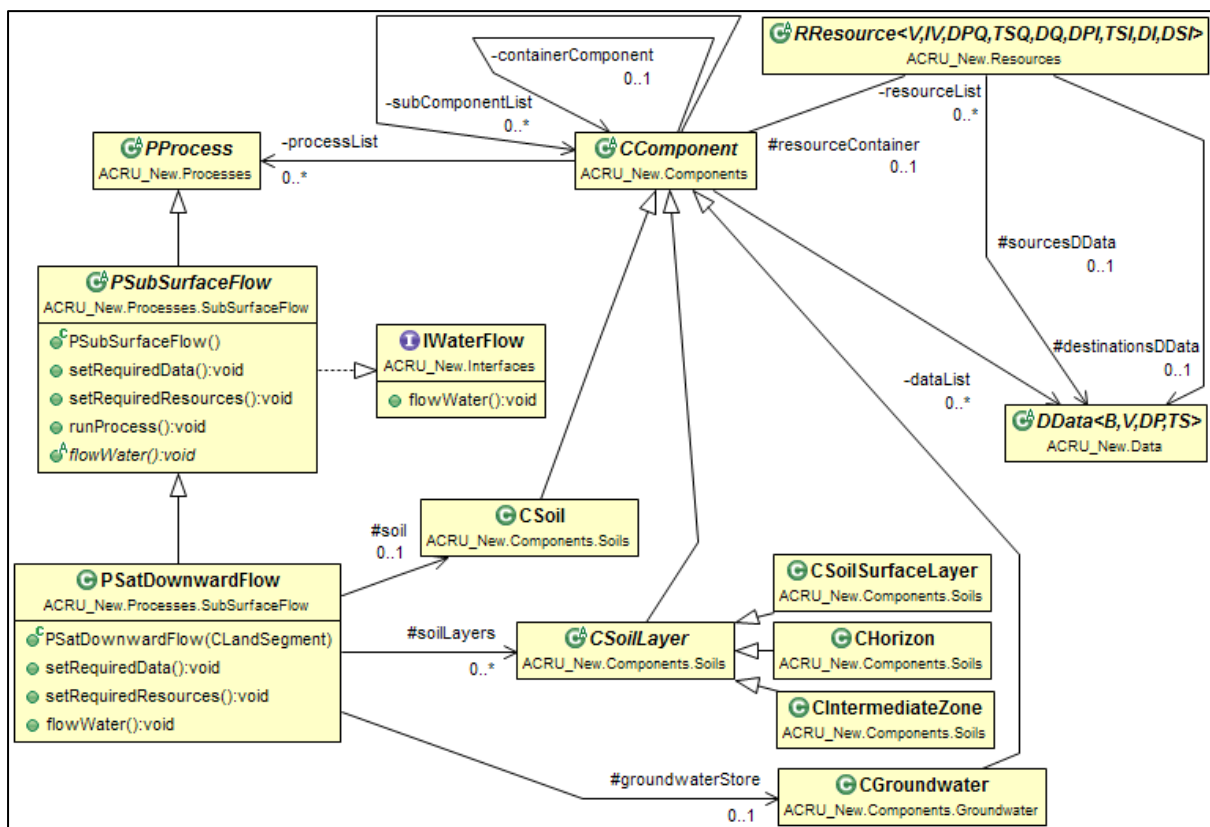 RResource<V,IV,DPQ,TSQ,DQ,DPI,TSI,DI,DSI>
ACRU_New.Resources
-containerComponent
0..1
-subComponentList
0..*
-resourceList
0..*
PProcess
ACRU_New.Processes
-processList
0..*
CComponent
ACRU_New.Components
#resourceContainer
0..1
#sourcesDData
0..1
PSubSurfaceFlow
ACRU_New.Processes.SubSurfaceFlow
PSubSurfaceFlow()
setRequiredData():void
setRequiredResources():void
runProcess():void
flowWater():void
IWaterFlow
ACRU_New.Interfaces
flowWater():void
#destinationsDData
0..1
-dataList
0..*
DData<B,V,DP,TS>
ACRU_New.Data
#soil
0..1
CSoil
ACRU_New.Components.Soils
PSatDownwardFlow
ACRU_New.Processes.SubSurfaceFlow
PSatDownwardFlow(CLandSegment)
setRequiredData():void
setRequiredResources():void
flowWater():void
#soilLayers
0..*
CSoilLayer
ACRU_New.Components.Soils
CSoilSurfaceLayer
ACRU_New.Components.Soils
CHorizon
ACRU_New.Components.Soils
CIntermediateZone
ACRU_New.Components.Soils
#groundwaterStore
0..1
CGroundwater
ACRU_New.Components.Groundwater